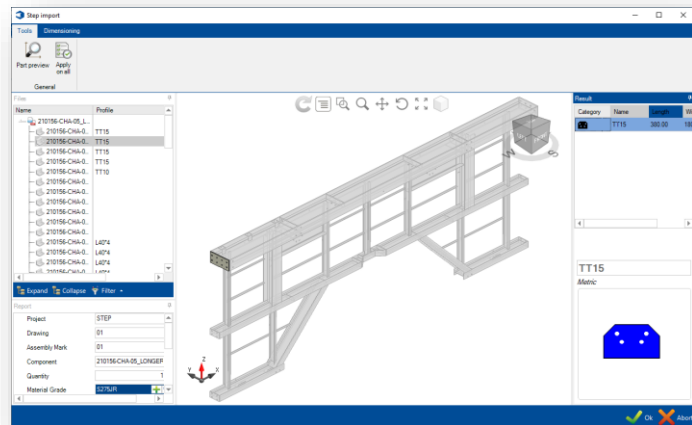 Step import
Tools Dimensioning
Part preview Apply on all
General
Files
Name Profile
210156-CHA-05_L...
210156-CHA-0.. TT15
210156-CHA-0.. TT15
210156-CHA-0.. TT15
210156-CHA-0.. TT15
210156-CHA-0.. TT10
210156-CHA-0..
210156-CHA-0..
210156-CHA-0..
210156-CHA-0..
210156-CHA-0..
210156-CHA-0..
210156-CHA-0.. L40*4
210156-CHA-0.. L40*4
210156-CHA-0.. L40*4
Expand Collapse Filter
Report
Project STEP
Drawing 01
Assembly Mark 01
Component 210156-CHA-05_LONGER
Quantity 1
Material Grade S275JR
Z
Y X
W S
Result
Category Name Length
TT15 380.00
TT15
Metric
Ok Abort